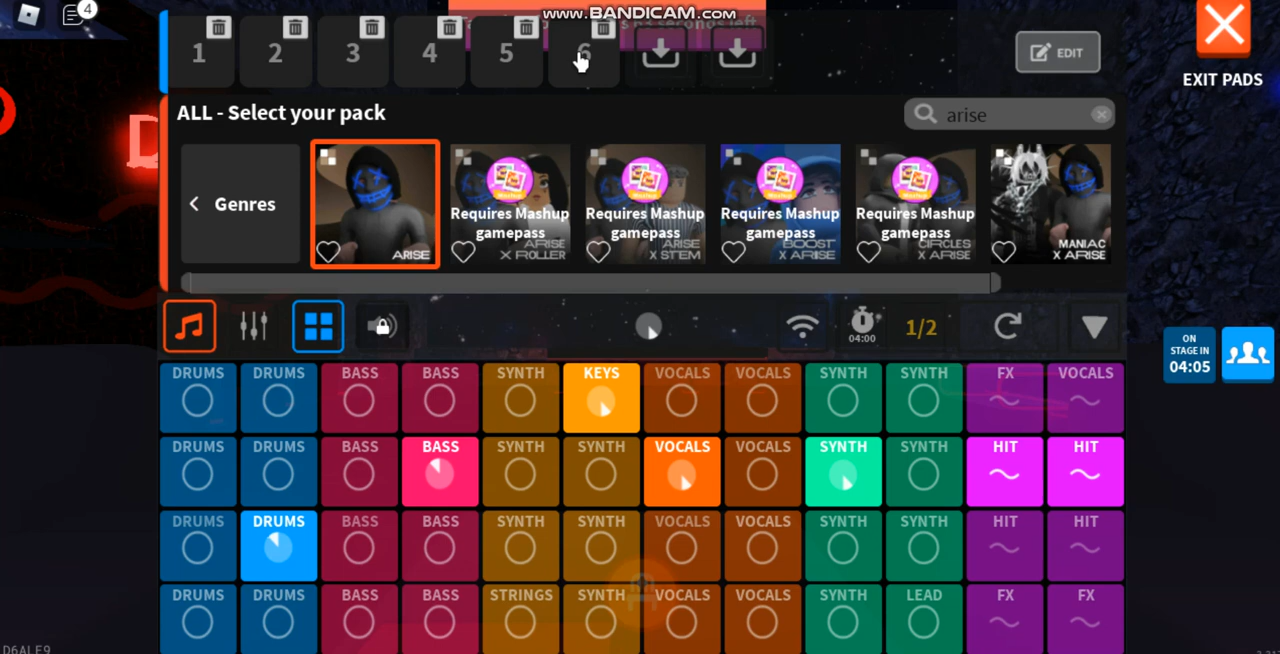 4
www.BANDICAM.com
seconds left
1 2 3 4 5 6
EDIT
EXIT PADS
ALL - Select your pack
arise
Genres
ARISE
Requires Mashup
gamepass
ARISE
X ROLLER
Requires Mashup
gamepass
ARISE
X STEM
Requires Mashup
gamepass
BOOST
X ARISE
Requires Mashup
gamepass
CIRCLES
X ARISE
MANIAC
X ARISE
04:00
1/2
ON
STAGE IN
04:05
DRUMS DRUMS BASS BASS SYNTH KEYS VOCALS VOCALS SYNTH SYNTH FX VOCALS
DRUMS DRUMS BASS BASS SYNTH SYNTH VOCALS VOCALS SYNTH SYNTH HIT HIT
DRUMS DRUMS BASS BASS SYNTH SYNTH VOCALS VOCALS SYNTH SYNTH HIT HIT
DRUMS DRUMS BASS BASS STRINGS SYNTH VOCALS VOCALS SYNTH LEAD FX FX
D6ALE9